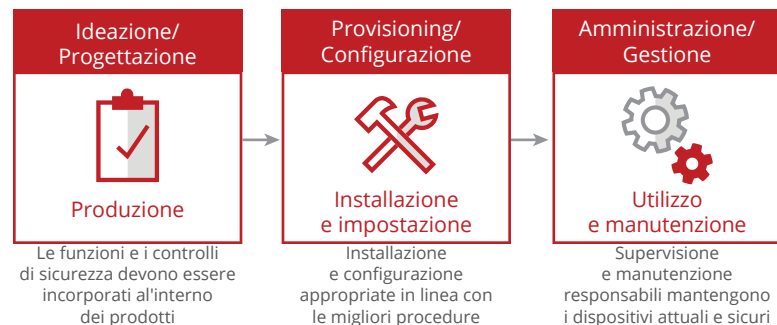 Ideazione/
Progettazione
Produzione
Le funzioni e i controlli
di sicurezza devono essere
incorporati al'interno
dei prodotti
Provisioning/
Configurazione
Installazione
e impostazione
Installazione
e configurazione
appropriate in linea con
le migliori procedure
Amministrazione/
Gestione
Utilizzo
e manutenzione
Supervisione
e manutenzione
responsabili mantengono
i dispositivi attuali e sicuri